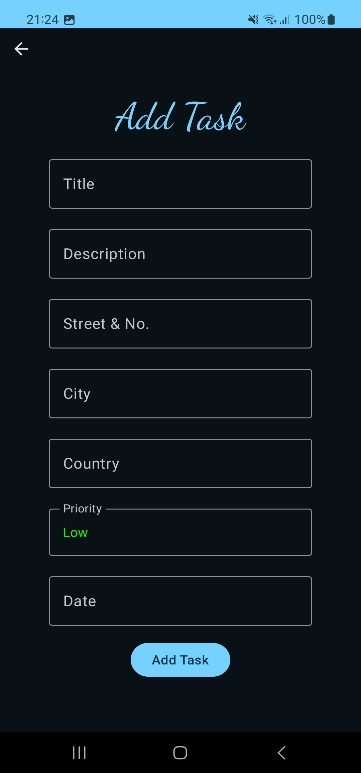 21:24 100%
Add Task
Title
Description
Street & No.
City
Country
Priority
Low
Date
Add Task